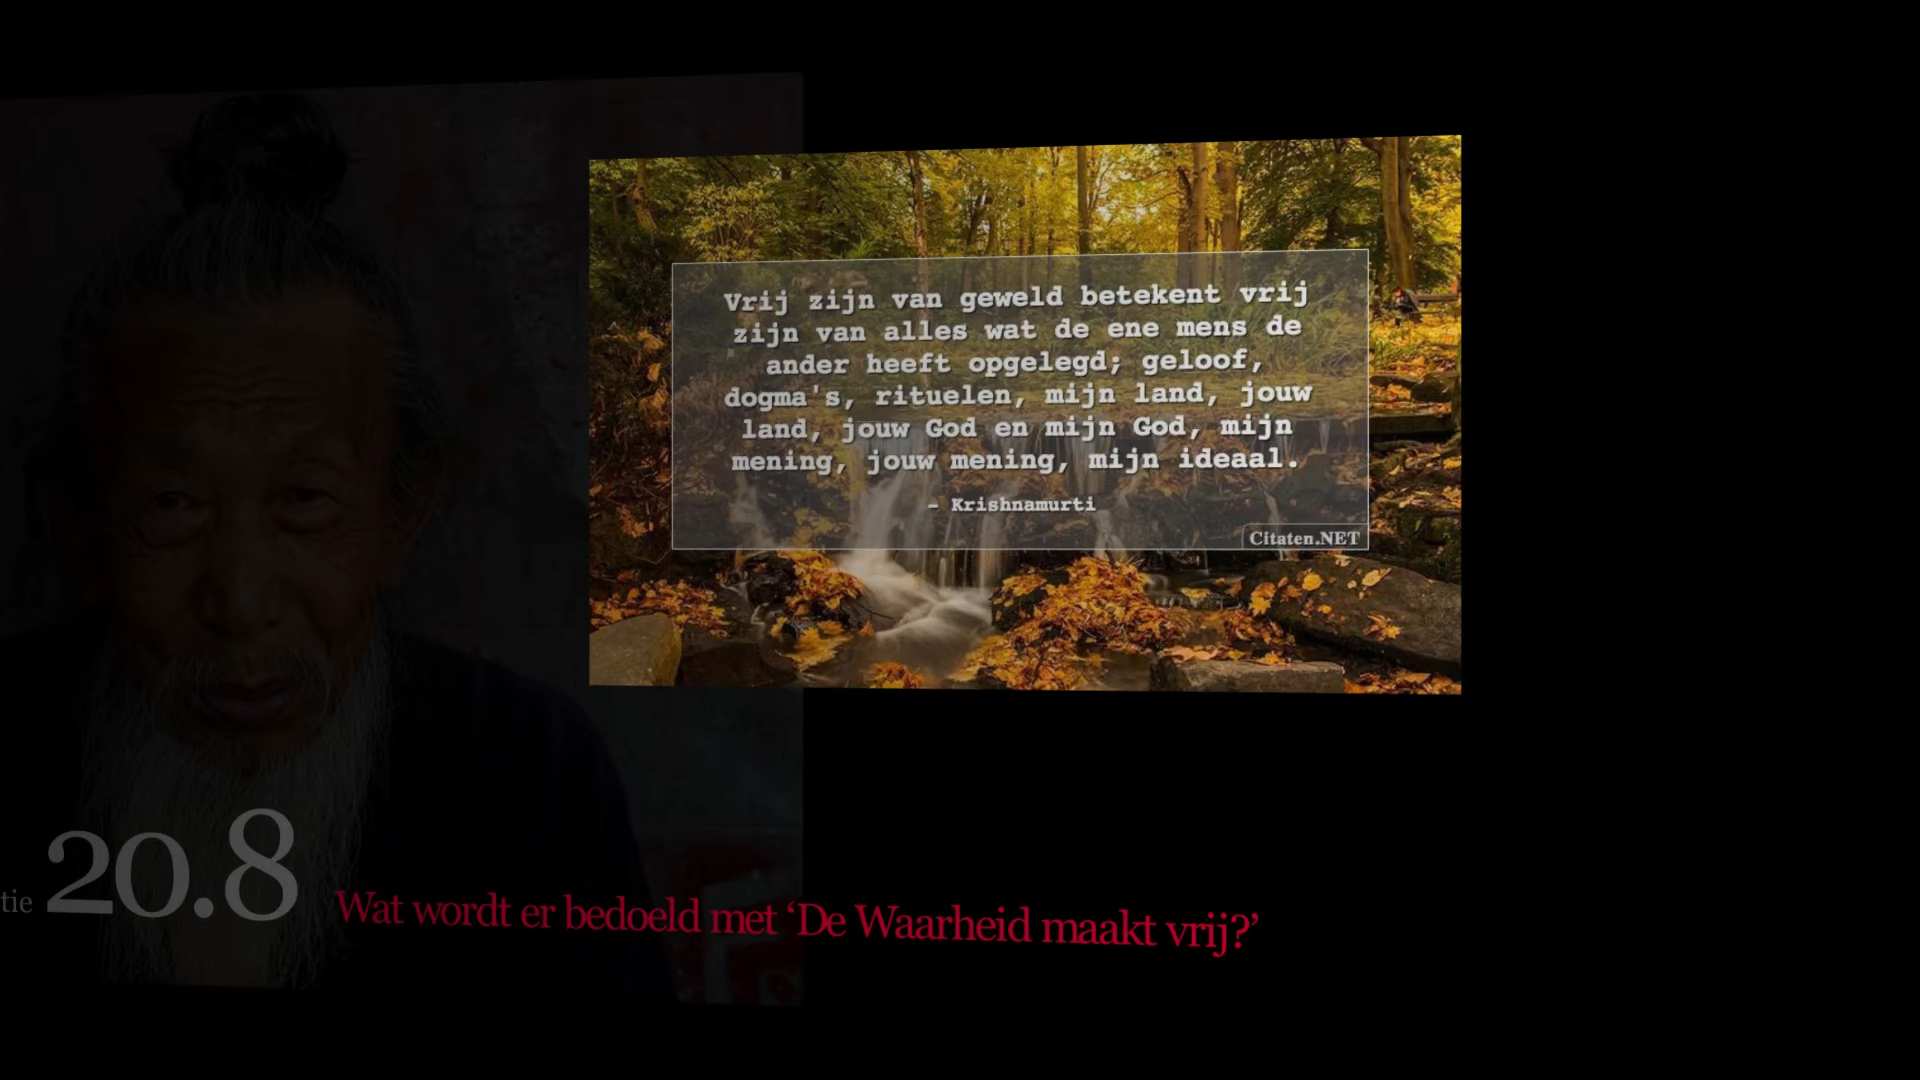 Vrij zijn van geweld betekent vrij
zijn van alles wat de ene mens de
ander heeft opgelegd; geloof,
dogma's, rituelen, mijn land, jouw
land, jouw God en mijn God, mijn
mening, jouw mening, mijn ideaal.
- Krishnamurti
Citaten.NET
tie 20.8 Wat wordt er bedoeld met ‘De Waarheid maakt vrij?’